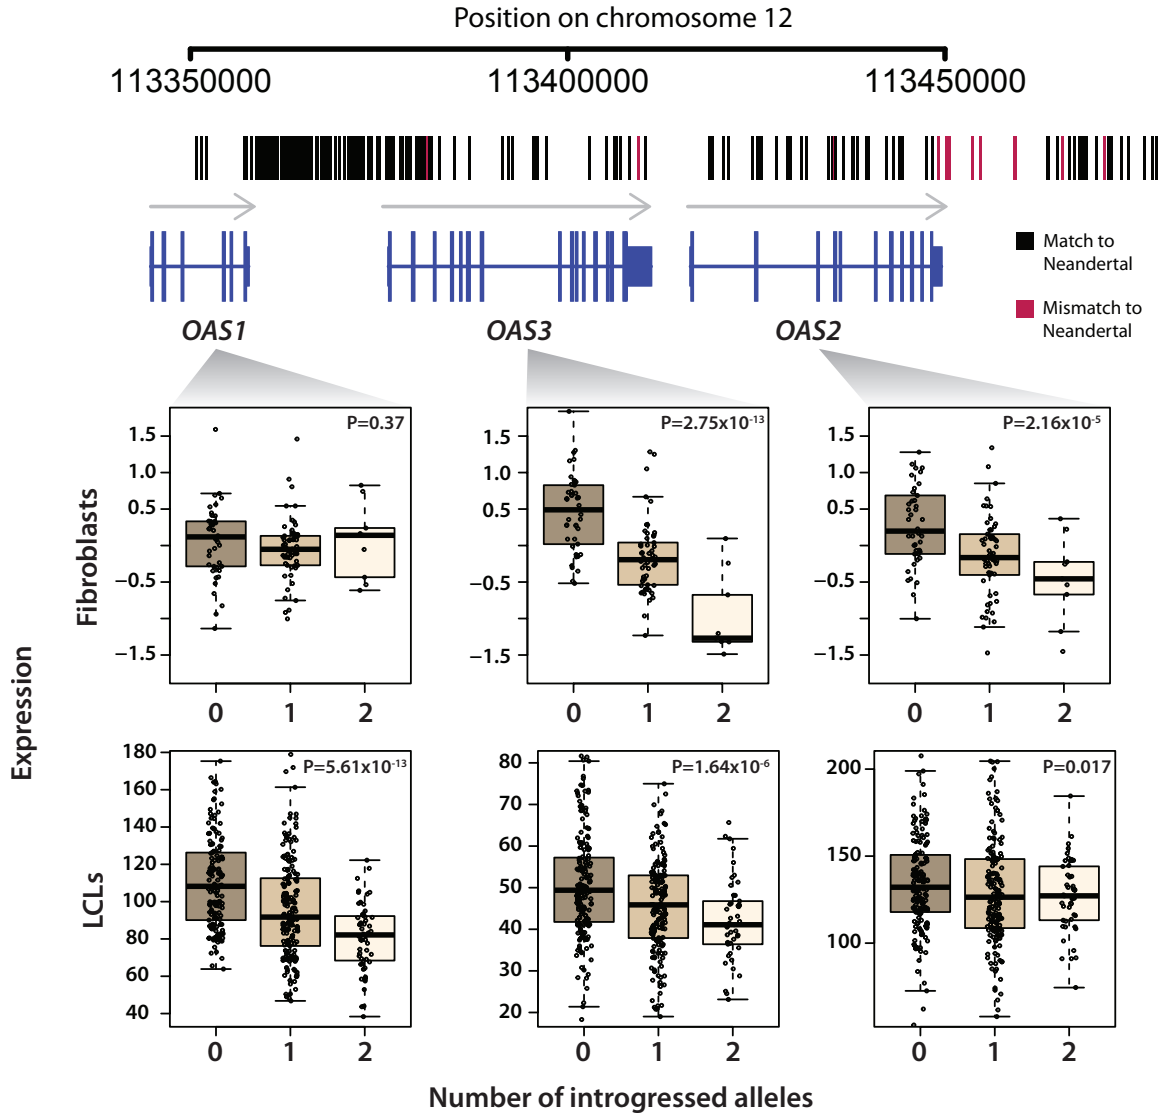 Position on chromosome 12
113350000 113400000 113450000
Match to
Neandertal
Mismatch to
Neandertal
OAS1 OAS3 OAS2
Expression
Fibroblasts
P=0.37
1.5
1.0
0.5
−0.5
−1.5
0 1 2
P=2.75x10-13
1.5
1.0
0.5
−0.5
−1.5
0 1 2
P=2.16x10-5
1.5
1.0
0.5
−0.5
−1.5
0 1 2
LCLs
P=5.61x10-13
180
160
140
120
100
80
60
40
0 1 2
P=1.64x10-6
80
70
60
50
40
30
20
0 1 2
P=0.017
200
150
100
0 1 2
Number of introgressed alleles